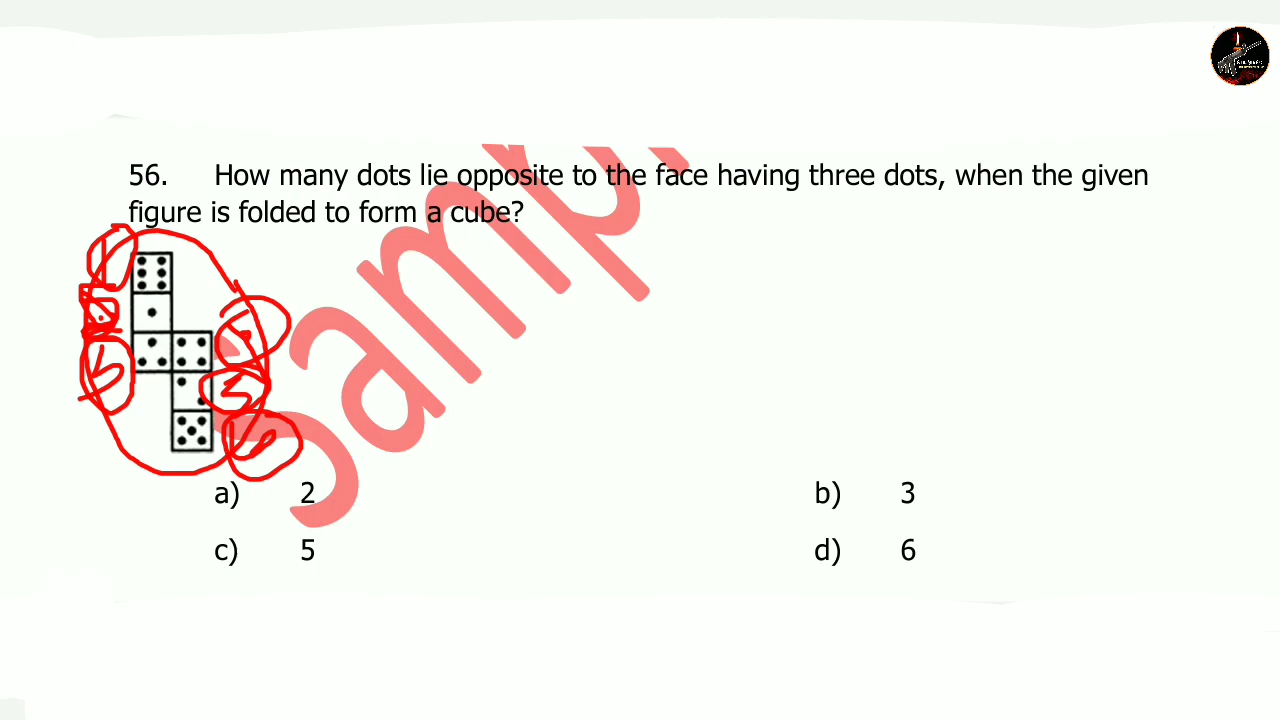 56. How many dots lie opposite to the face having three dots, when the given
figure is folded to form a cube?
Sampl
a) 2 b) 3
c) 5 d) 6